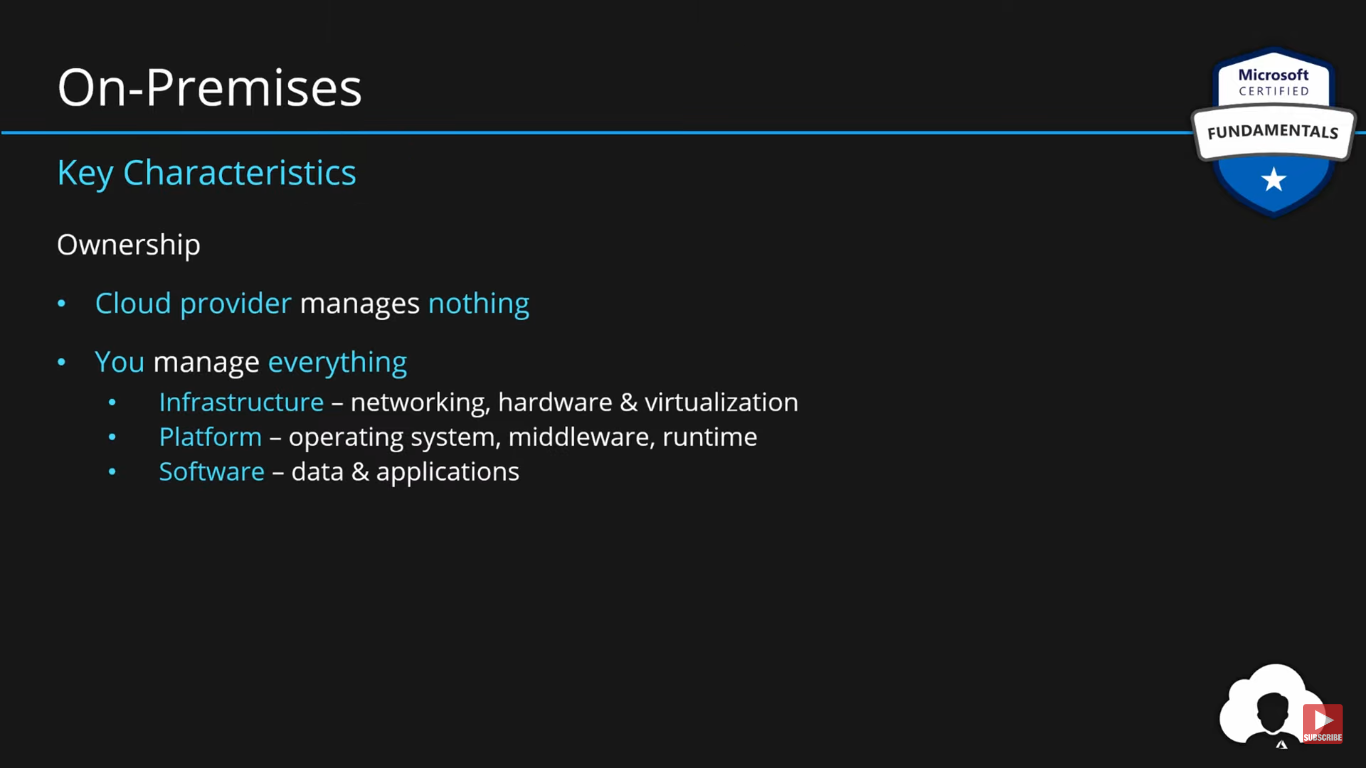 On-Premises
Microsoft
CERTIFIED
FUNDAMENTALS
Key Characteristics
Ownership
• Cloud provider manages nothing
• You manage everything
• Infrastructure – networking, hardware & virtualization
• Platform – operating system, middleware, runtime
• Software – data & applications
SUBSCRIBE